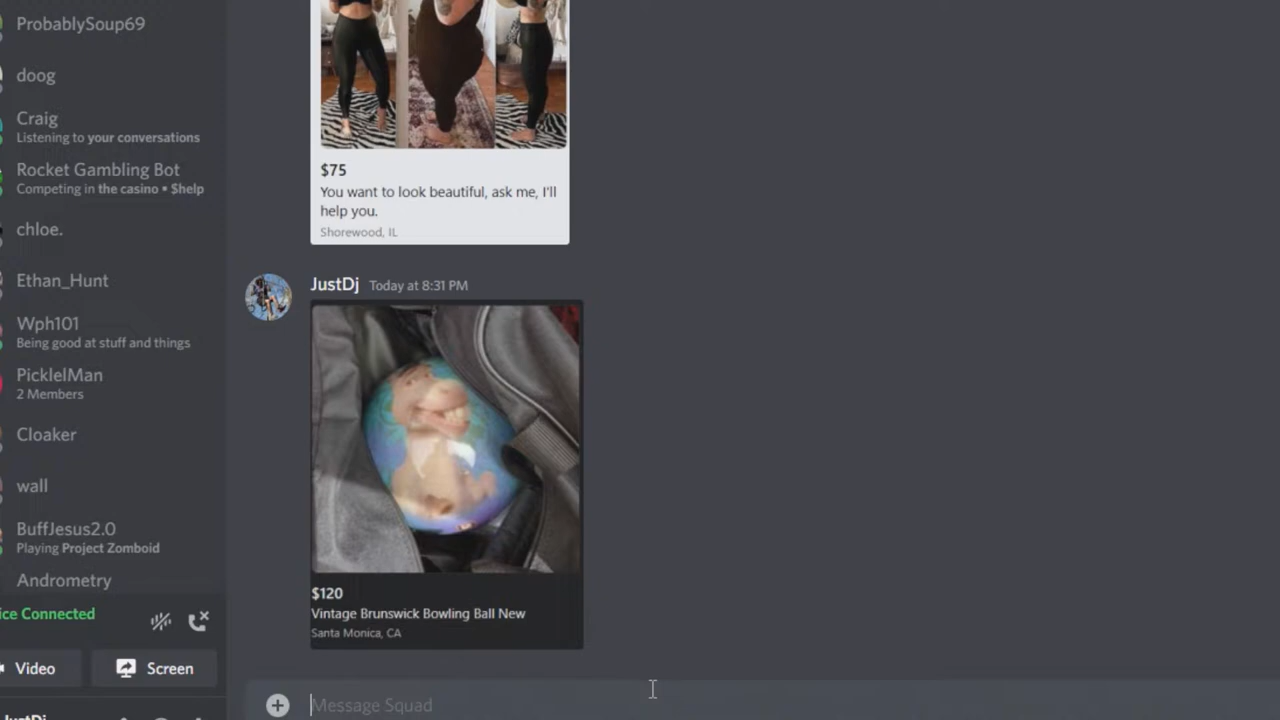 ProbablySoup69
doog
Craig
Listening to your conversations
Rocket Gambling Bot
Competing in the casino • $help
chloe.
Ethan_Hunt
Wph101
Being good at stuff and things
PicklelMan
2 Members
Cloaker
wall
BuffJesus2.0
Playing Project Zomboid
Andrometry
ice Connected
Video
Screen
JustDj
$75
You want to look beautiful, ask me, I'll
help you.
Shorewood, IL
JustDj Today at 8:31 PM
$120
Vintage Brunswick Bowling Ball New
Santa Monica, CA
Message Squad